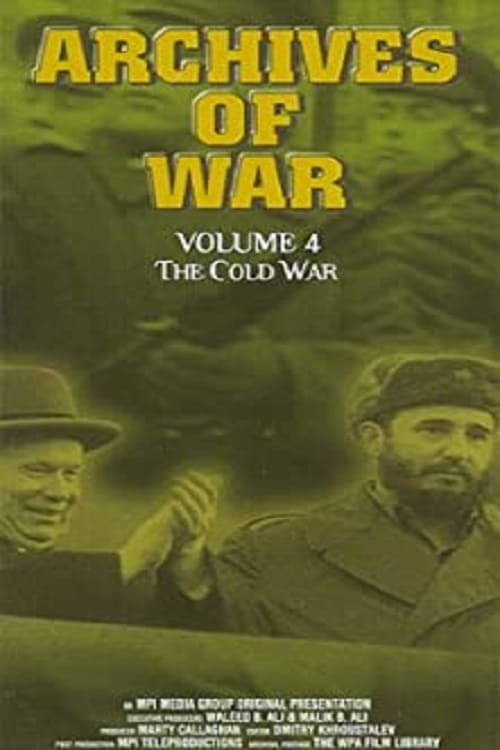 ARCHIVES
OF
WAR
VOLUME 4
THE COLD WAR
AN MPI MEDIA GROUP ORIGINAL PRESENTATION
EXECUTIVE PRODUCERS: WALEED B. ALI & MALIK B. ALI
PRODUCER: MARTY CALLAGHAN EDITOR: DMITRY KHROUSTALEV
POST PRODUCTION: MPI TELEPRODUCTIONS ARCHIVAL FOOTAGE: THE WPA FILM LIBRARY